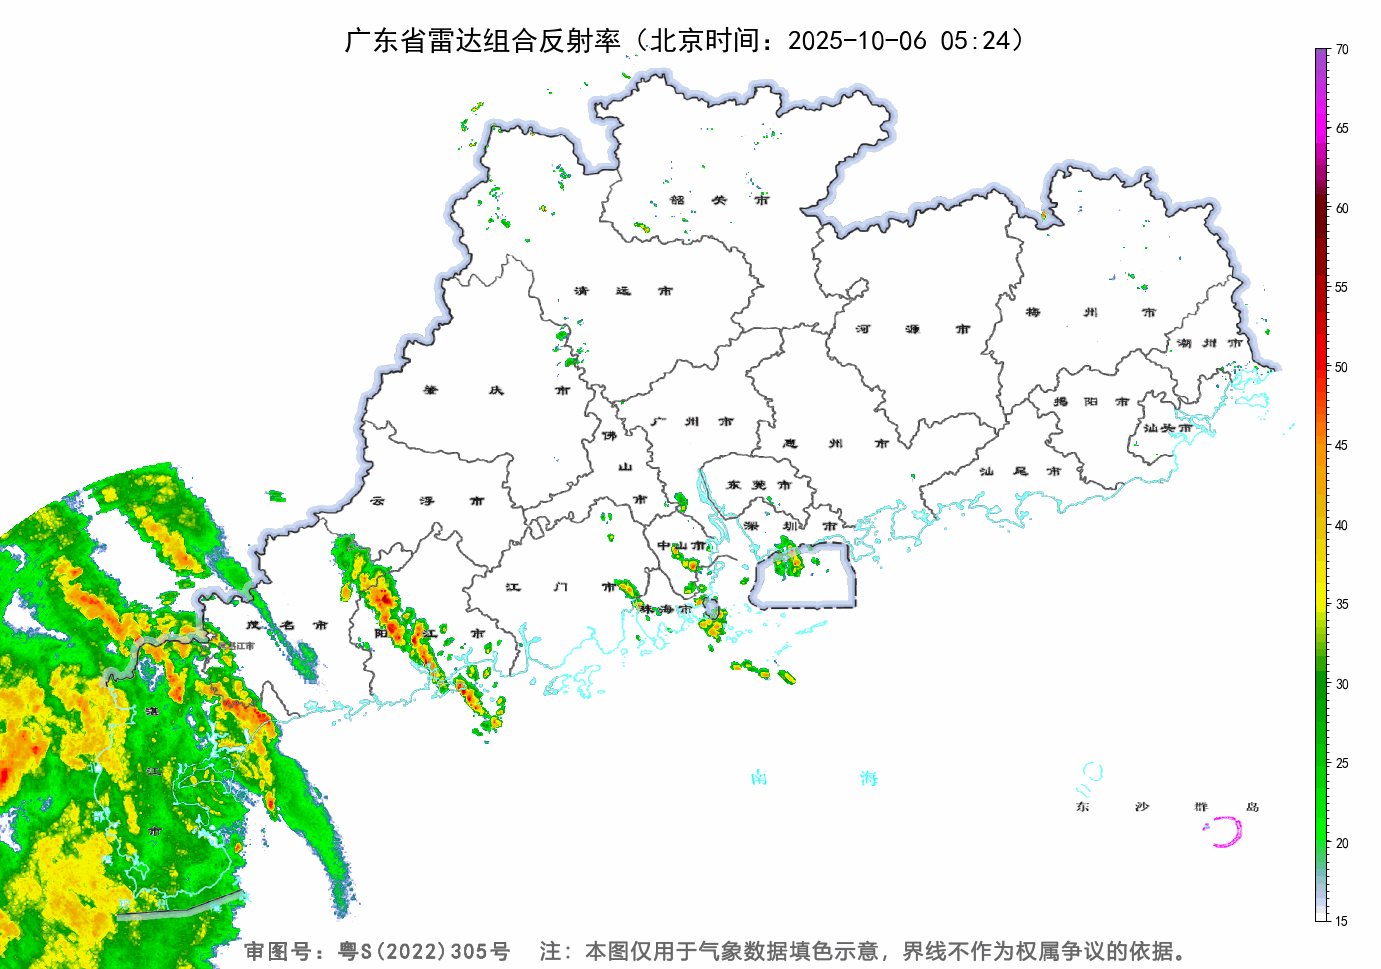 广东省雷达组合反射率（北京时间：2025-10-06 05:24）
70
65
60
55
50
45
40
35
30
25
20
15
韶关市
清远市
河源市
梅州市
潮州市
肇庆市
广州市
佛山市
惠州市
揭阳市
汕头市
汕尾市
云浮市
东莞市
深圳市
中山市
江门市
珠海市
茂名市
阳江市
湛江市
南海
东沙群岛
审图号：粤S(2022)305号 注：本图仅用于气象数据填色示意，界线不作为权属争议的依据。